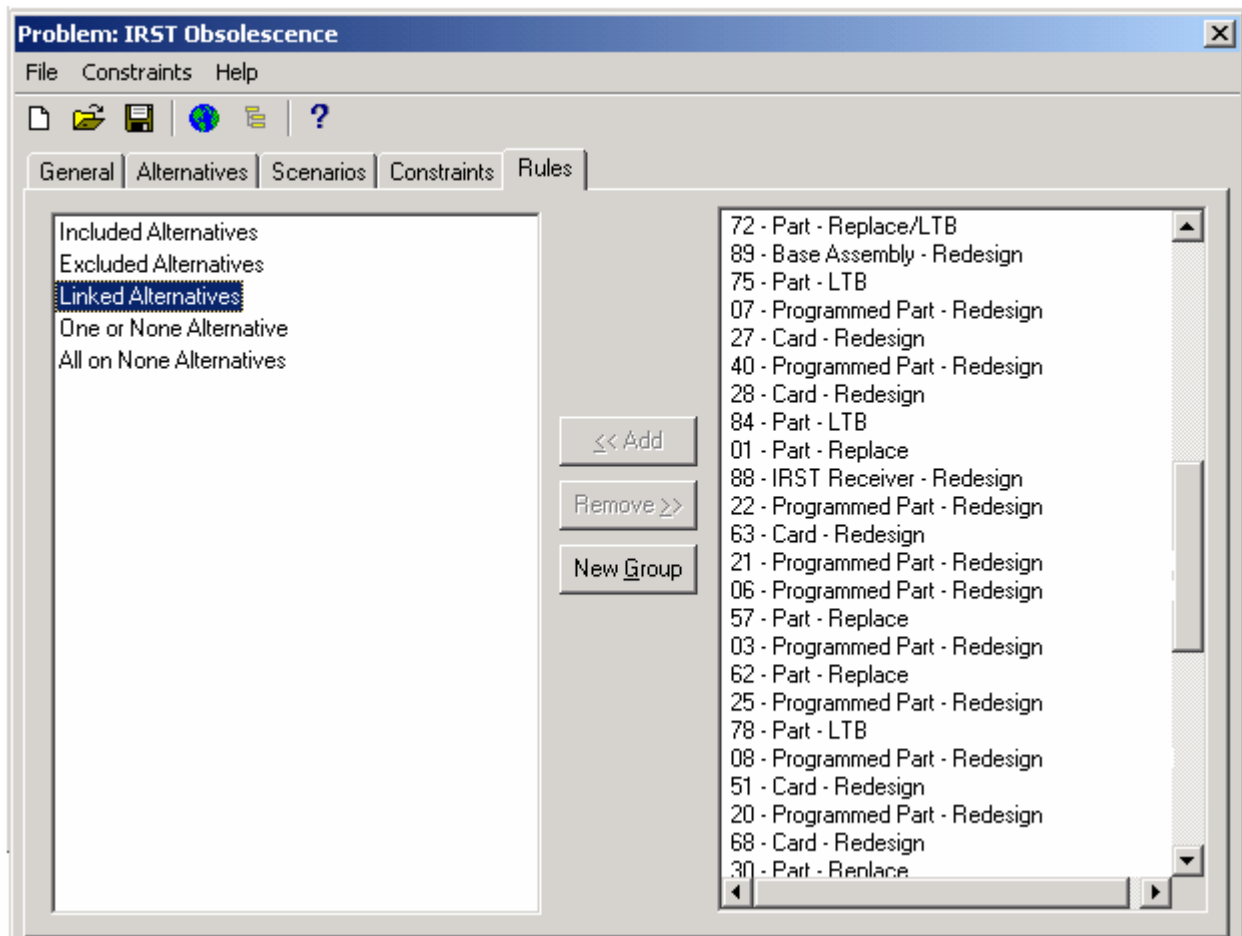 Problem: IRST Obsolescence
File Constraints Help
?
General Alternatives Scenarios Constraints Rules
Included Alternatives
Excluded Alternatives
Linked Alternatives
One or None Alternative
All on None Alternatives
<< Add
Remove >>
New Group
72 - Part - Replace/LTB
89 - Base Assembly - Redesign
75 - Part - LTB
07 - Programmed Part - Redesign
27 - Card - Redesign
40 - Programmed Part - Redesign
28 - Card - Redesign
84 - Part - LTB
01 - Part - Replace
88 - IRST Receiver - Redesign
22 - Programmed Part - Redesign
63 - Card - Redesign
21 - Programmed Part - Redesign
06 - Programmed Part - Redesign
57 - Part - Replace
03 - Programmed Part - Redesign
62 - Part - Replace
25 - Programmed Part - Redesign
78 - Part - LTB
08 - Programmed Part - Redesign
51 - Card - Redesign
20 - Programmed Part - Redesign
68 - Card - Redesign
30 - Part - Replace